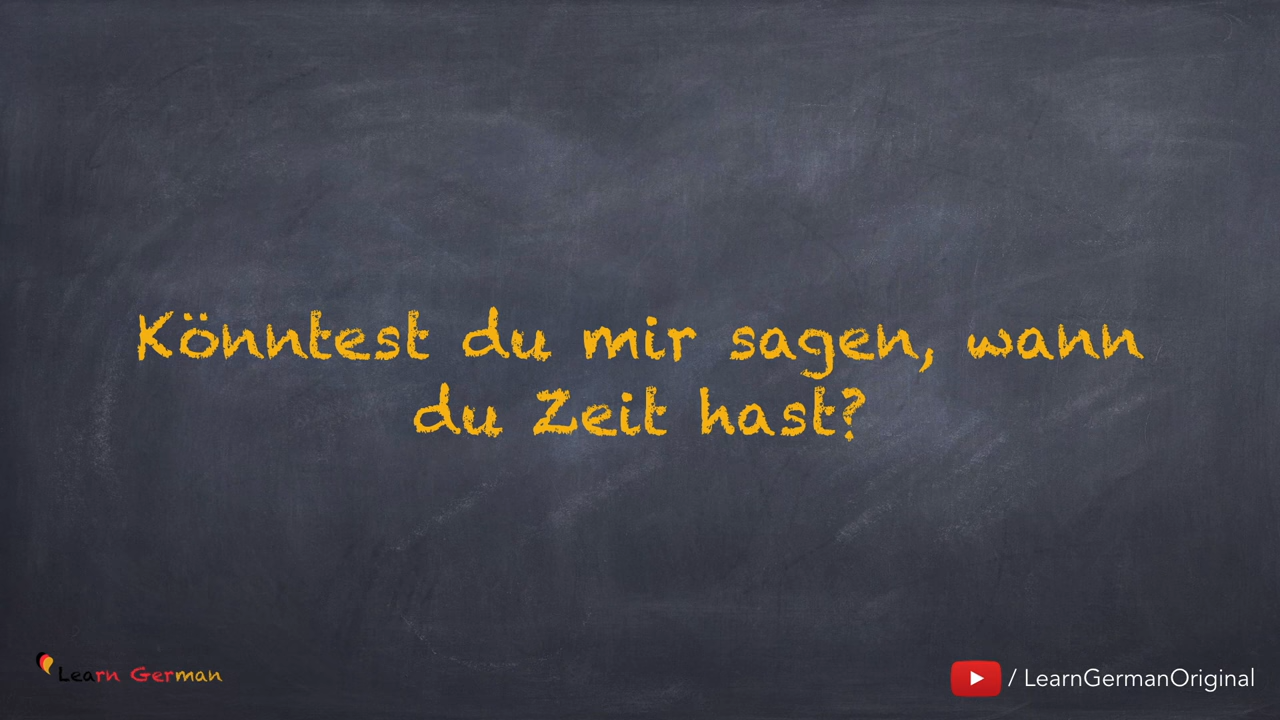 Könntest du mir sagen, wann
du Zeit hast?
Learn German
/ LearnGermanOriginal